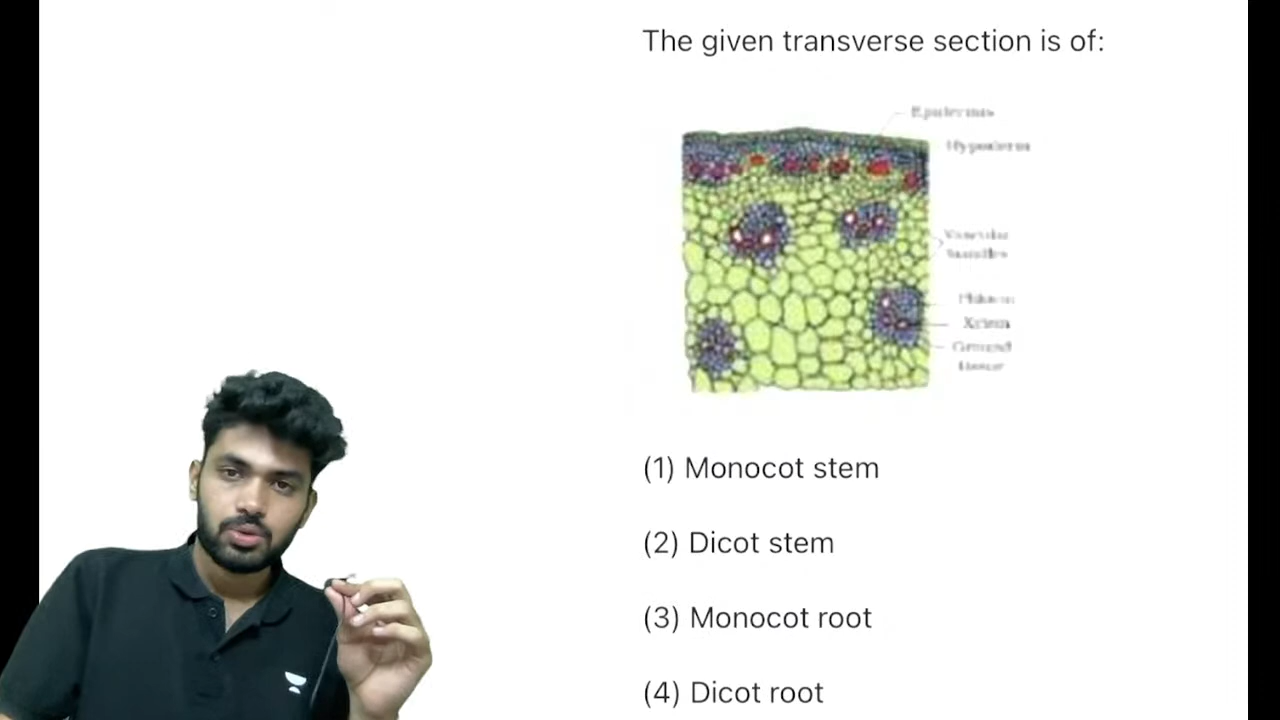 The given transverse section is of:
Epidermis
Hypodermis
Vascular
bundles
Phloem
Xylem
Ground
tissue
(1) Monocot stem
(2) Dicot stem
(3) Monocot root
(4) Dicot root